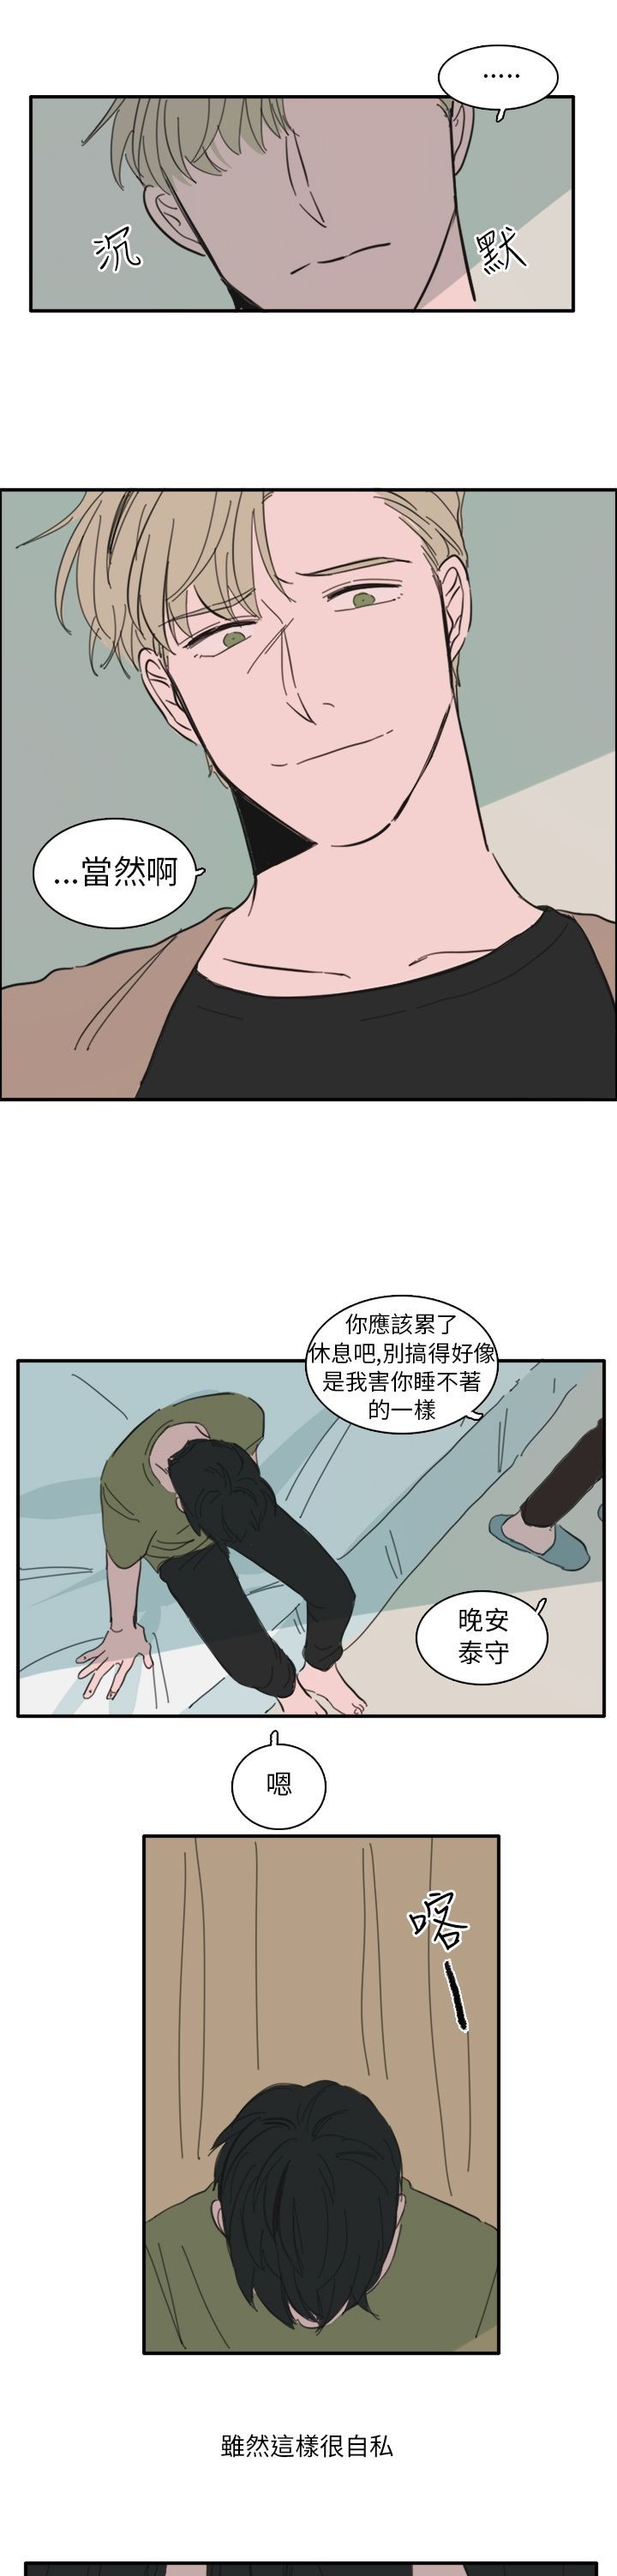 ·····
沉
默
...當然啊
你應該累了
休息吧,別搞得好像
是我害你睡不著
的一樣
晚安
泰守
嗯
喀
雖然這樣很自私